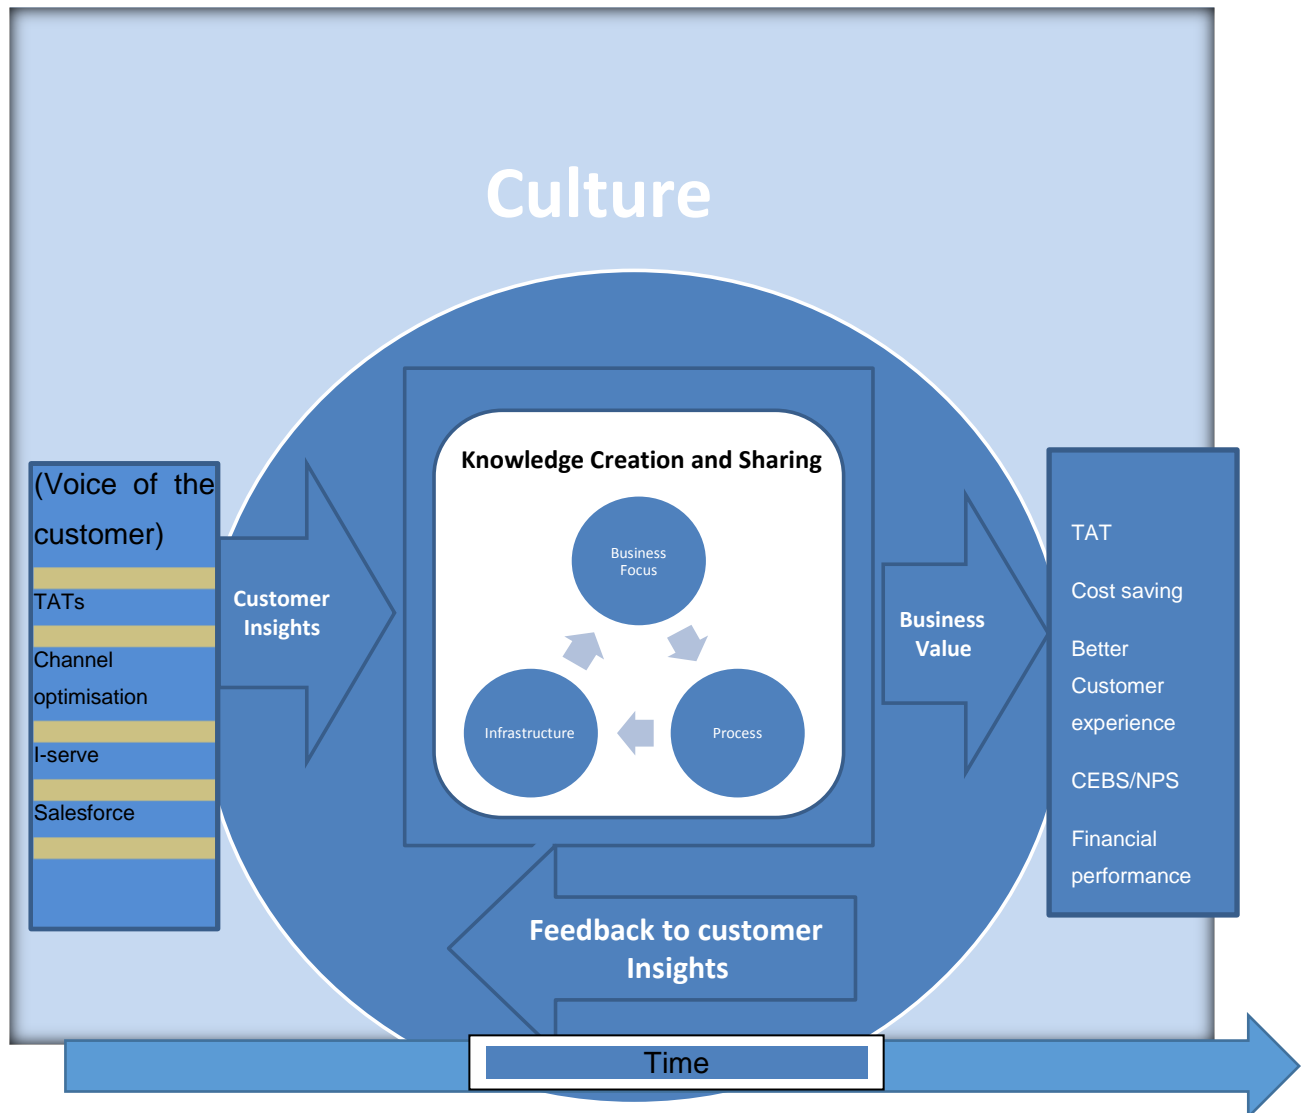 Culture
(Voice of the
customer)
TATs
Channel
optimisation
I-serve
Salesforce
Customer
Insights
Knowledge Creation and Sharing
Business
Focus
Infrastructure
Process
Business
Value
TAT
Cost saving
Better
Customer
experience
CEBS/NPS
Financial
performance
Feedback to customer
Insights
Time